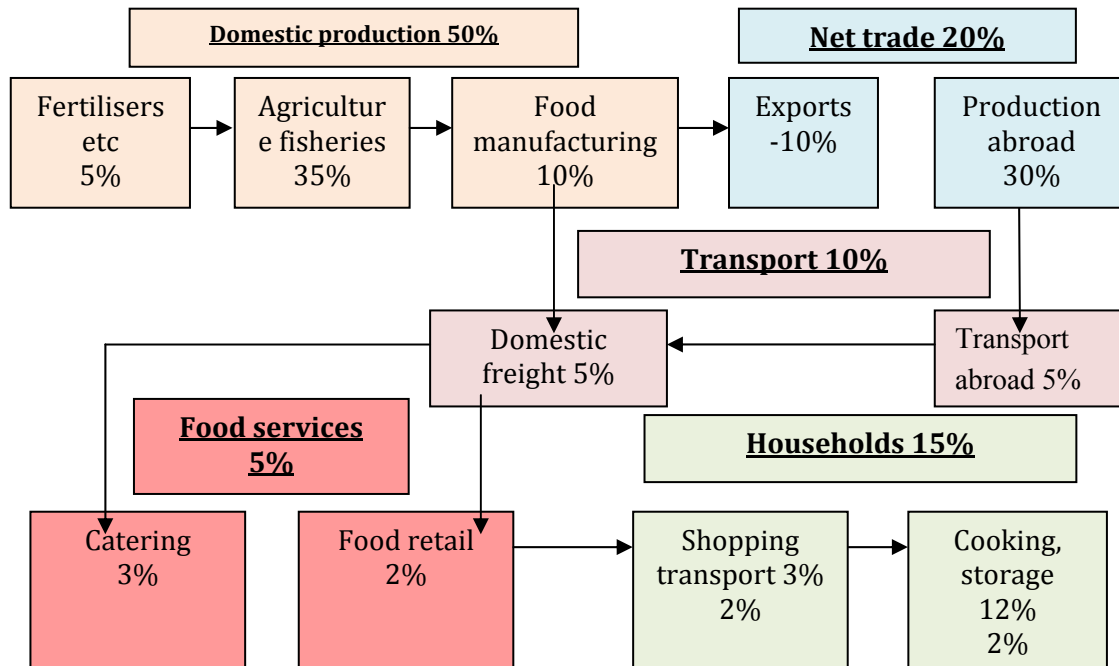 Domestic production 50%
Net trade 20%
Fertilisers
etc
5%
Agricultur
e fisheries
35%
Food
manufacturing
10%
Exports
-10%
Production
abroad
30%
Transport 10%
Domestic
freight 5%
Transport
abroad 5%
Food services
5%
Households 15%
Catering
3%
Food retail
2%
Shopping
transport 3%
2%
Cooking,
storage
12%
2%